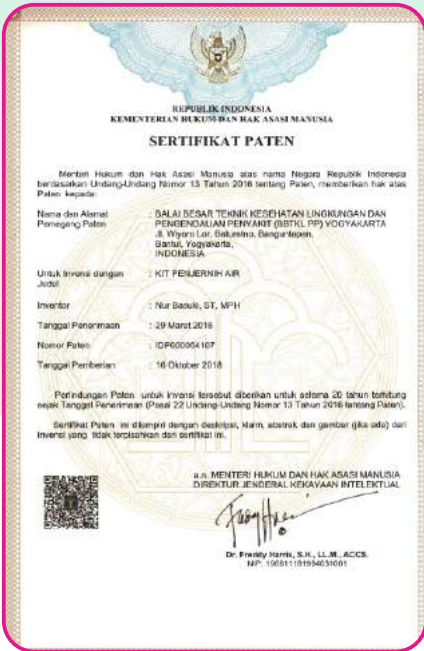 REPUBLIK INDONESIA
KEMENTERIAN HUKUM DAN HAK ASASI MANUSIA
SERTIFIKAT PATEN
Menteri Hukum dan Hak Asasi Manusia atas nama Negara Republik Indonesia
berdasarkan Undang-Undang Nomor 13 Tahun 2016 tentang Paten, memberikan hak atas
Paten kepada:
Nama dan Alamat : BALAI BESAR TEKNIK KESEHATAN LINGKUNGAN DAN
Pemegang Paten PENGENDALIAN PENYAKIT (BBTKL PP) YOGYAKARTA
Jl. Wiyoro Lor, Baturetno, Banguntapan,
Bantul, Yogyakarta,
INDONESIA
Untuk Invensi dengan : KIT PENJERNIH AIR
Judul
Inventor : Nur Basuki, ST, MPH
Tanggal Penerimaan : 29 Maret 2016
Nomor Paten : IDP000054107
Tanggal Pemberian : 16 Oktober 2018
Perlindungan Paten untuk invensi tersebut diberikan untuk selama 20 tahun terhitung
sejak Tanggal Penerimaan (Pasal 22 Undang-Undang Nomor 13 Tahun 2016 tentang Paten).
Sertifikat Paten ini dilampiri dengan deskripsi, klaim, abstrak dan gambar (jika ada) dari
invensi yang tidak terpisahkan dari sertifikat ini.
a.n. MENTERI HUKUM DAN HAK ASASI MANUSIA
DIREKTUR JENDERAL KEKAYAAN INTELEKTUAL
Dr. Freddy Harris, S.H., LL.M., ACCS.
NIP.